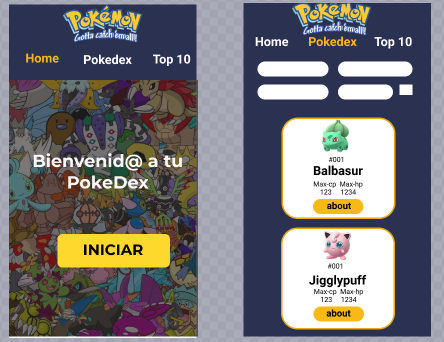 POKéMON
Gotta catch 'em all!
Home Pokedex Top 10
Bienvenid@ a tu
PokeDex
INICIAR
POKéMON
Gotta catch 'em all!
Home Pokedex Top 10
#001
Balbasur
Max-cp Max-hp
123 1234
about
#001
Jigglypuff
Max-cp Max-hp
123 1234
about